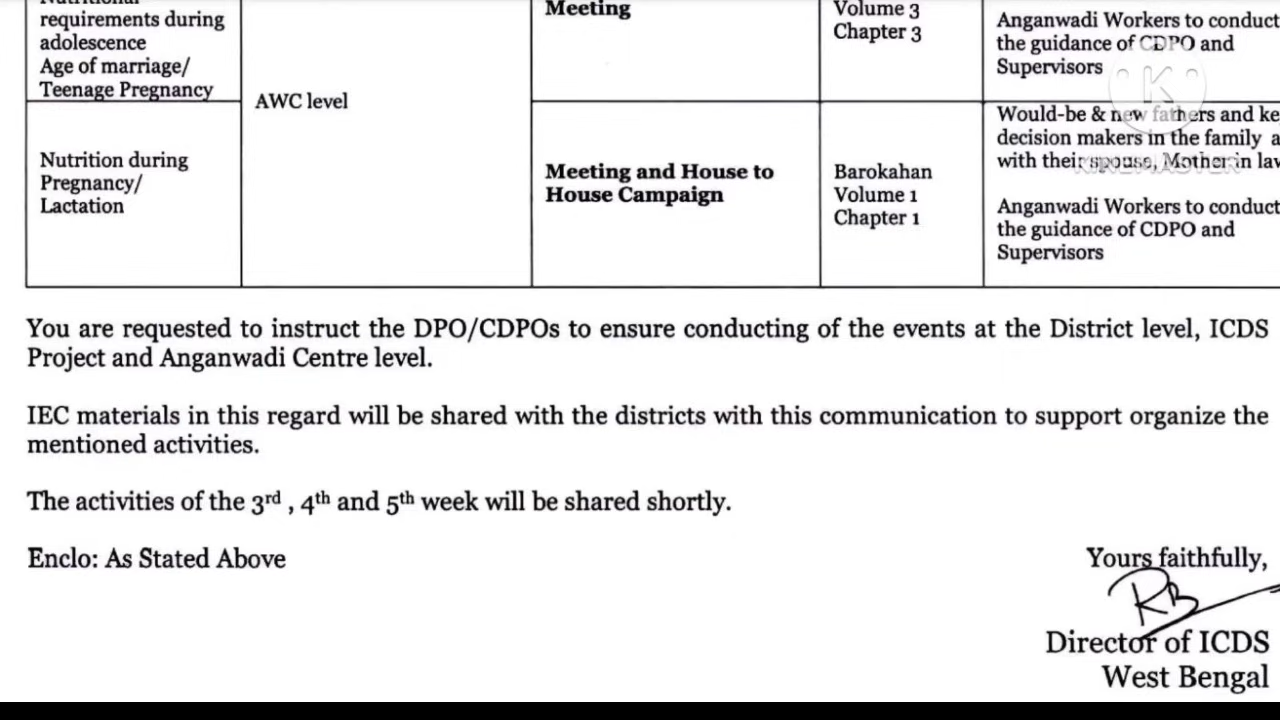 requirements during
adolescence
Age of marriage/
Teenage Pregnancy
AWC level
Meeting
Volume 3
Chapter 3
Anganwadi Workers to conduct
the guidance of CDPO and
Supervisors
Nutrition during
Pregnancy/
Lactation
Meeting and House to
House Campaign
Barokahan
Volume 1
Chapter 1
Would-be & new fathers and
decision makers in the family
with their spouse, Mother in
Anganwadi Workers to conduct
the guidance of CDPO and
Supervisors
You are requested to instruct the DPO/CDPOs to ensure conducting of the events at the District level, ICDS
Project and Anganwadi Centre level.
IEC materials in this regard will be shared with the districts with this communication to support organize the
mentioned activities.
The activities of the 3rd , 4th and 5th week will be shared shortly.
Enclo: As Stated Above
Yours faithfully,
RB
Director of ICDS
West Bengal
K
KINEMASTER